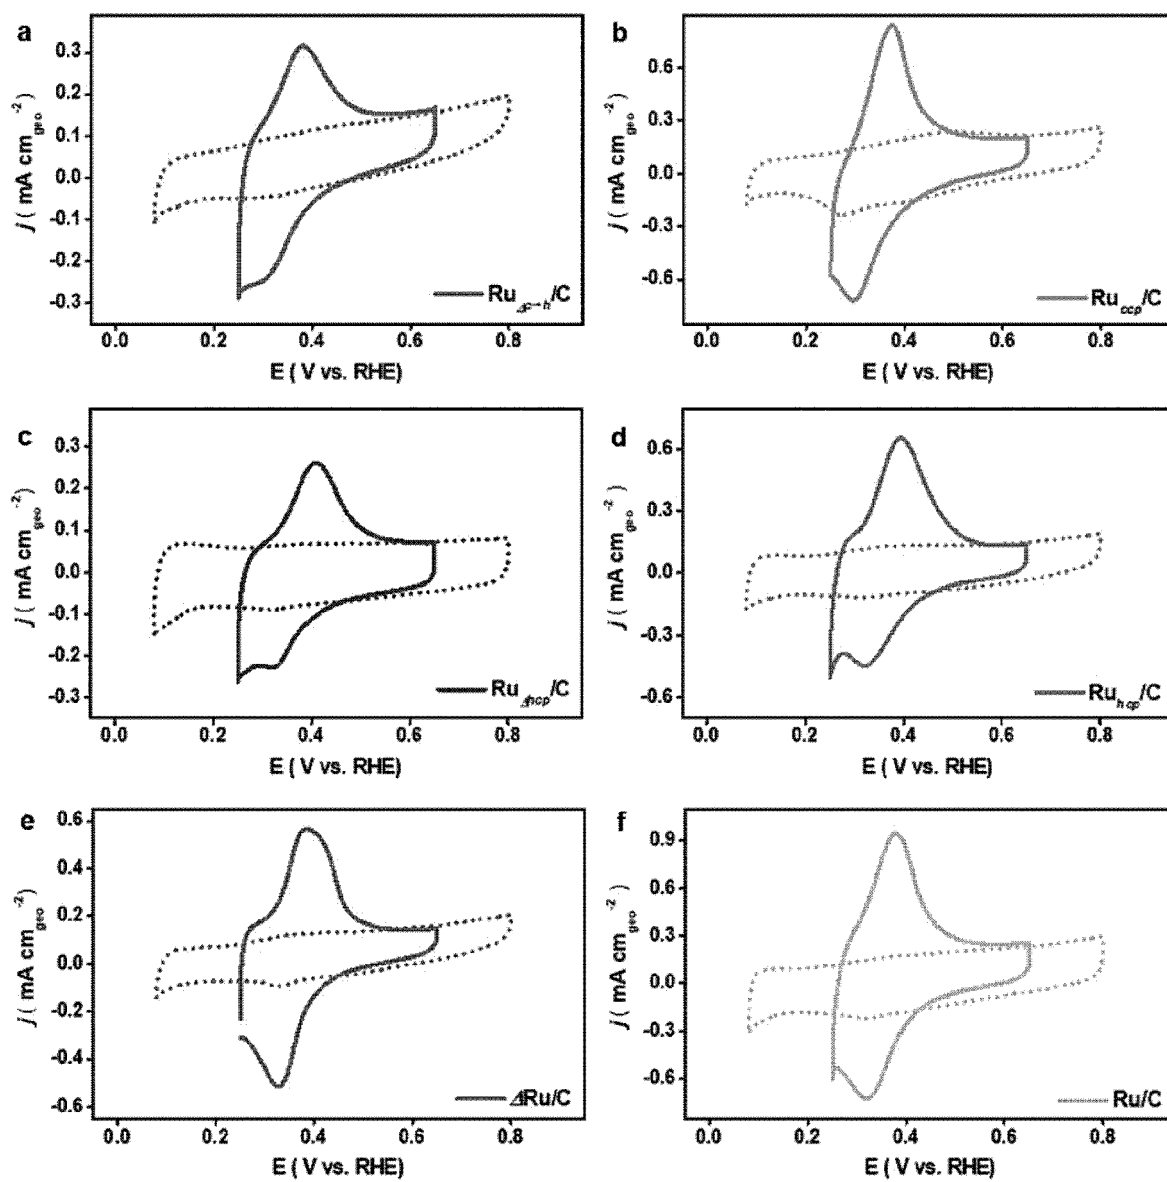 a
0.3
0.2
0.1
0.0
-0.1
-0.2
-0.3
j ( mA cm geo -2 )
Ru Δc→h/C
0.0 0.2 0.4 0.6 0.8
E ( V vs. RHE)
b
0.6
0.3
0.0
-0.3
-0.6
j ( mA cm geo -2 )
Ru ccp/C
0.0 0.2 0.4 0.6 0.8
E ( V vs. RHE)
c
0.3
0.2
0.1
0.0
-0.1
-0.2
-0.3
j ( mA cm geo -2 )
Ru Δhcp/C
0.0 0.2 0.4 0.6 0.8
E ( V vs. RHE)
d
0.6
0.3
0.0
-0.3
-0.6
j ( mA cm geo -2 )
Ru hcp/C
0.0 0.2 0.4 0.6 0.8
E ( V vs. RHE)
e
0.6
0.4
0.2
0.0
-0.2
-0.4
-0.6
j ( mA cm geo -2 )
ΔRu/C
0.0 0.2 0.4 0.6 0.8
E ( V vs. RHE)
f
0.9
0.6
0.3
0.0
-0.3
-0.6
j ( mA cm geo -2 )
Ru/C
0.0 0.2 0.4 0.6 0.8
E ( V vs. RHE)